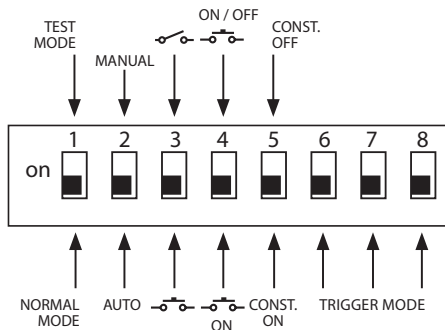 ON / OFF
TEST
MODE
CONST.
OFF
MANUAL
1 2 3 4 5 6 7 8
on
NORMAL
MODE
AUTO
ON
CONST.
ON
TRIGGER MODE